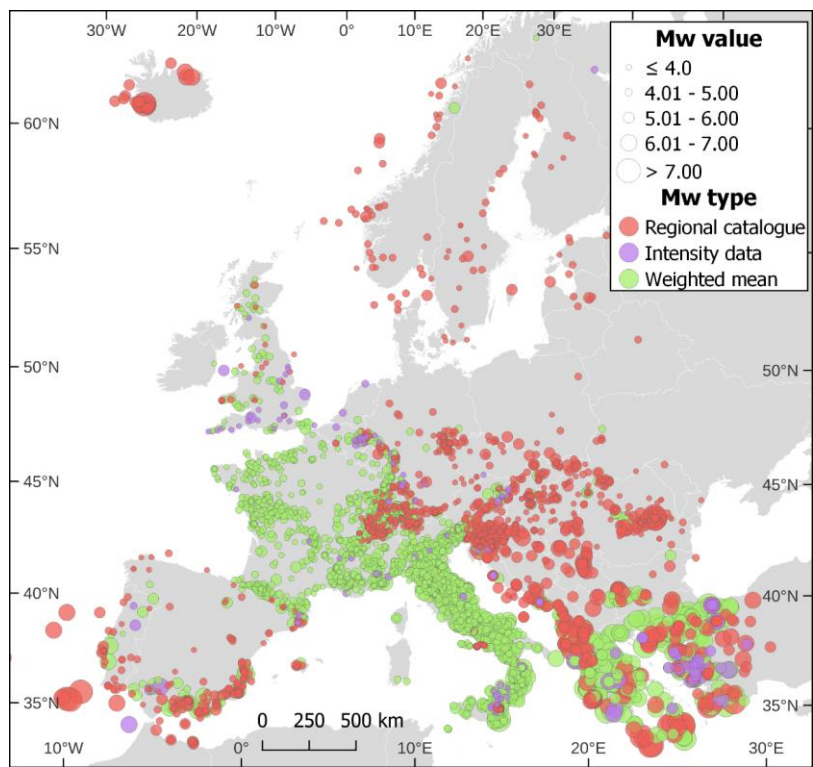 30°W 20°W 10°W 0° 10°E 20°E 30°E
Mw value
≤ 4.0
4.01 - 5.00
5.01 - 6.00
6.01 - 7.00
> 7.00
Mw type
Regional catalogue
Intensity data
Weighted mean
60°N
55°N
50°N 50°N
45°N 45°N
40°N 40°N
35°N 35°N
0 250 500 km
10°W 0° 10°E 20°E 30°E